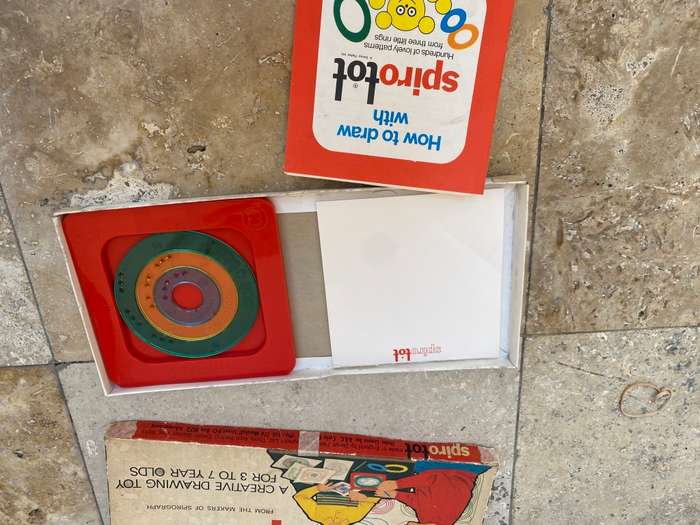 How to draw
with
spirotot
®
Hundreds of lovely patterns
from three little rings
spirotot
spirotot
A CREATIVE DRAWING TOY
FOR 3 TO 7 YEAR OLDS
FROM THE MAKERS OF SPIROGRAPH